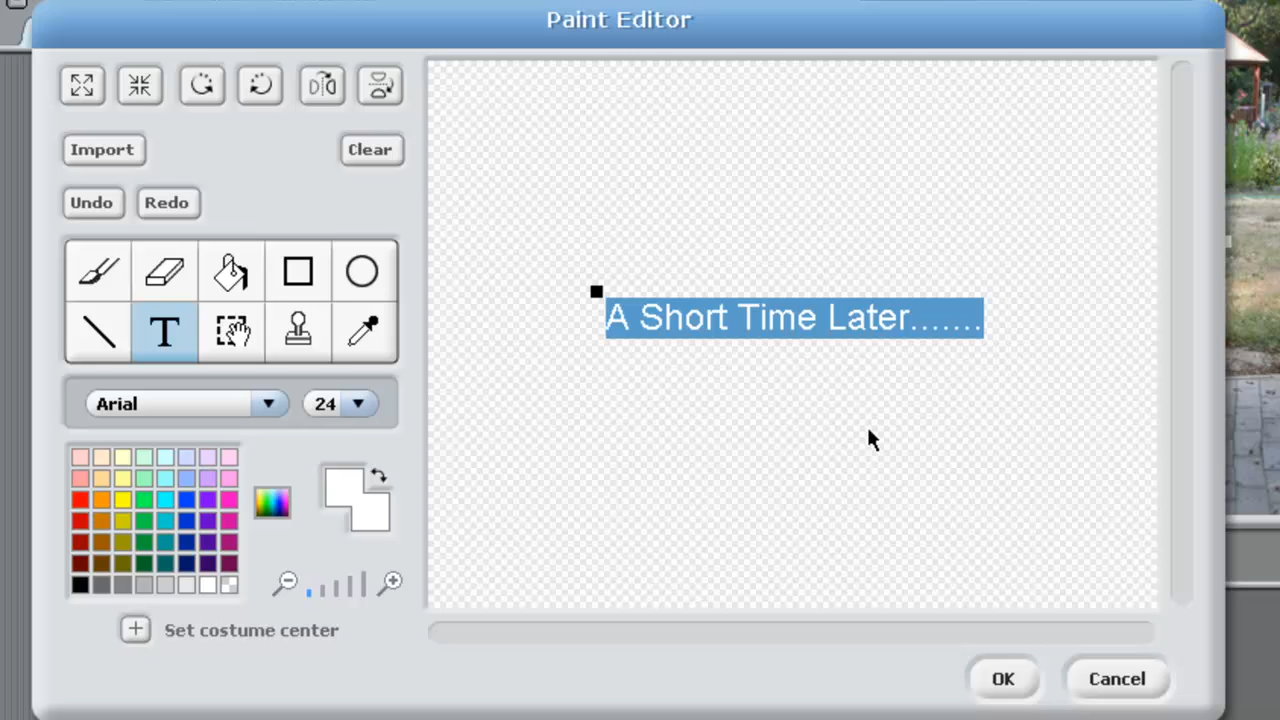 Paint Editor
Import
Clear
Undo
Redo
T
Arial
24
Set costume center
A Short Time Later.......
OK
Cancel